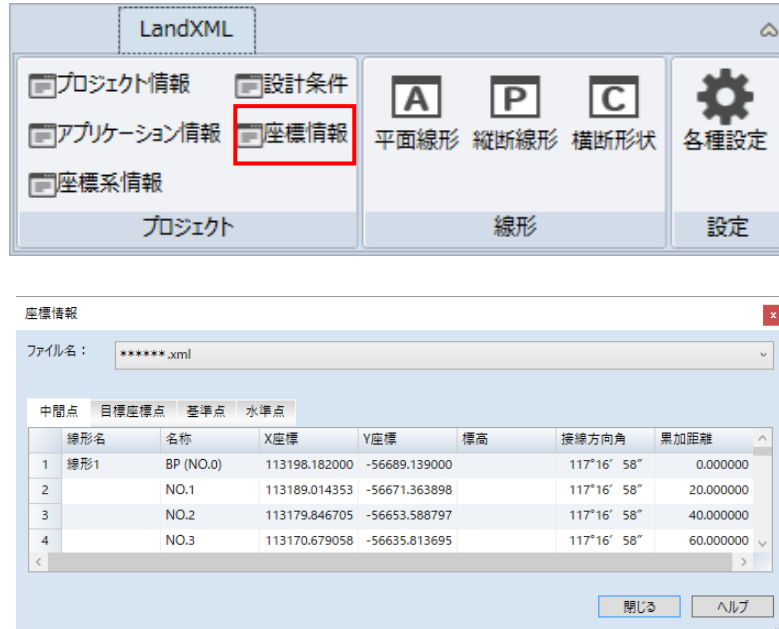 LandXML
プロジェクト情報 設計条件
アプリケーション情報 座標情報
座標系情報
A P C
平面線形 縦断線形 横断形状 各種設定
プロジェクト 線形 設定
座標情報 x
ファイル名： ******.xml
中間点 目標座標点 基準点 水準点
線形名 名称 X座標 Y座標 標高 接線方向角 累加距離
1 線形1 BP (NO.0) 113198.182000 -56689.139000 117°16′ 58″ 0.000000
2 NO.1 113189.014353 -56671.363898 117°16′ 58″ 20.000000
3 NO.2 113179.846705 -56653.588797 117°16′ 58″ 40.000000
4 NO.3 113170.679058 -56635.813695 117°16′ 58″ 60.000000
閉じる ヘルプ